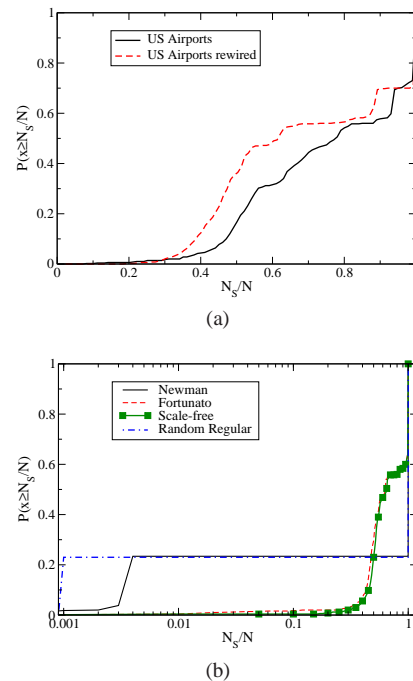 1
0.8
0.6
0.4
0.2
0
P(x≥N_S/N)
US Airports
US Airports rewired
0 0.2 0.4 0.6 0.8
N_S/N
(a)
1
0.8
0.6
0.4
0.2
0
P(x≥N_S/N)
Newman
Fortunato
Scale-free
Random Regular
0.001 0.01 0.1 1
N_S/N
(b)